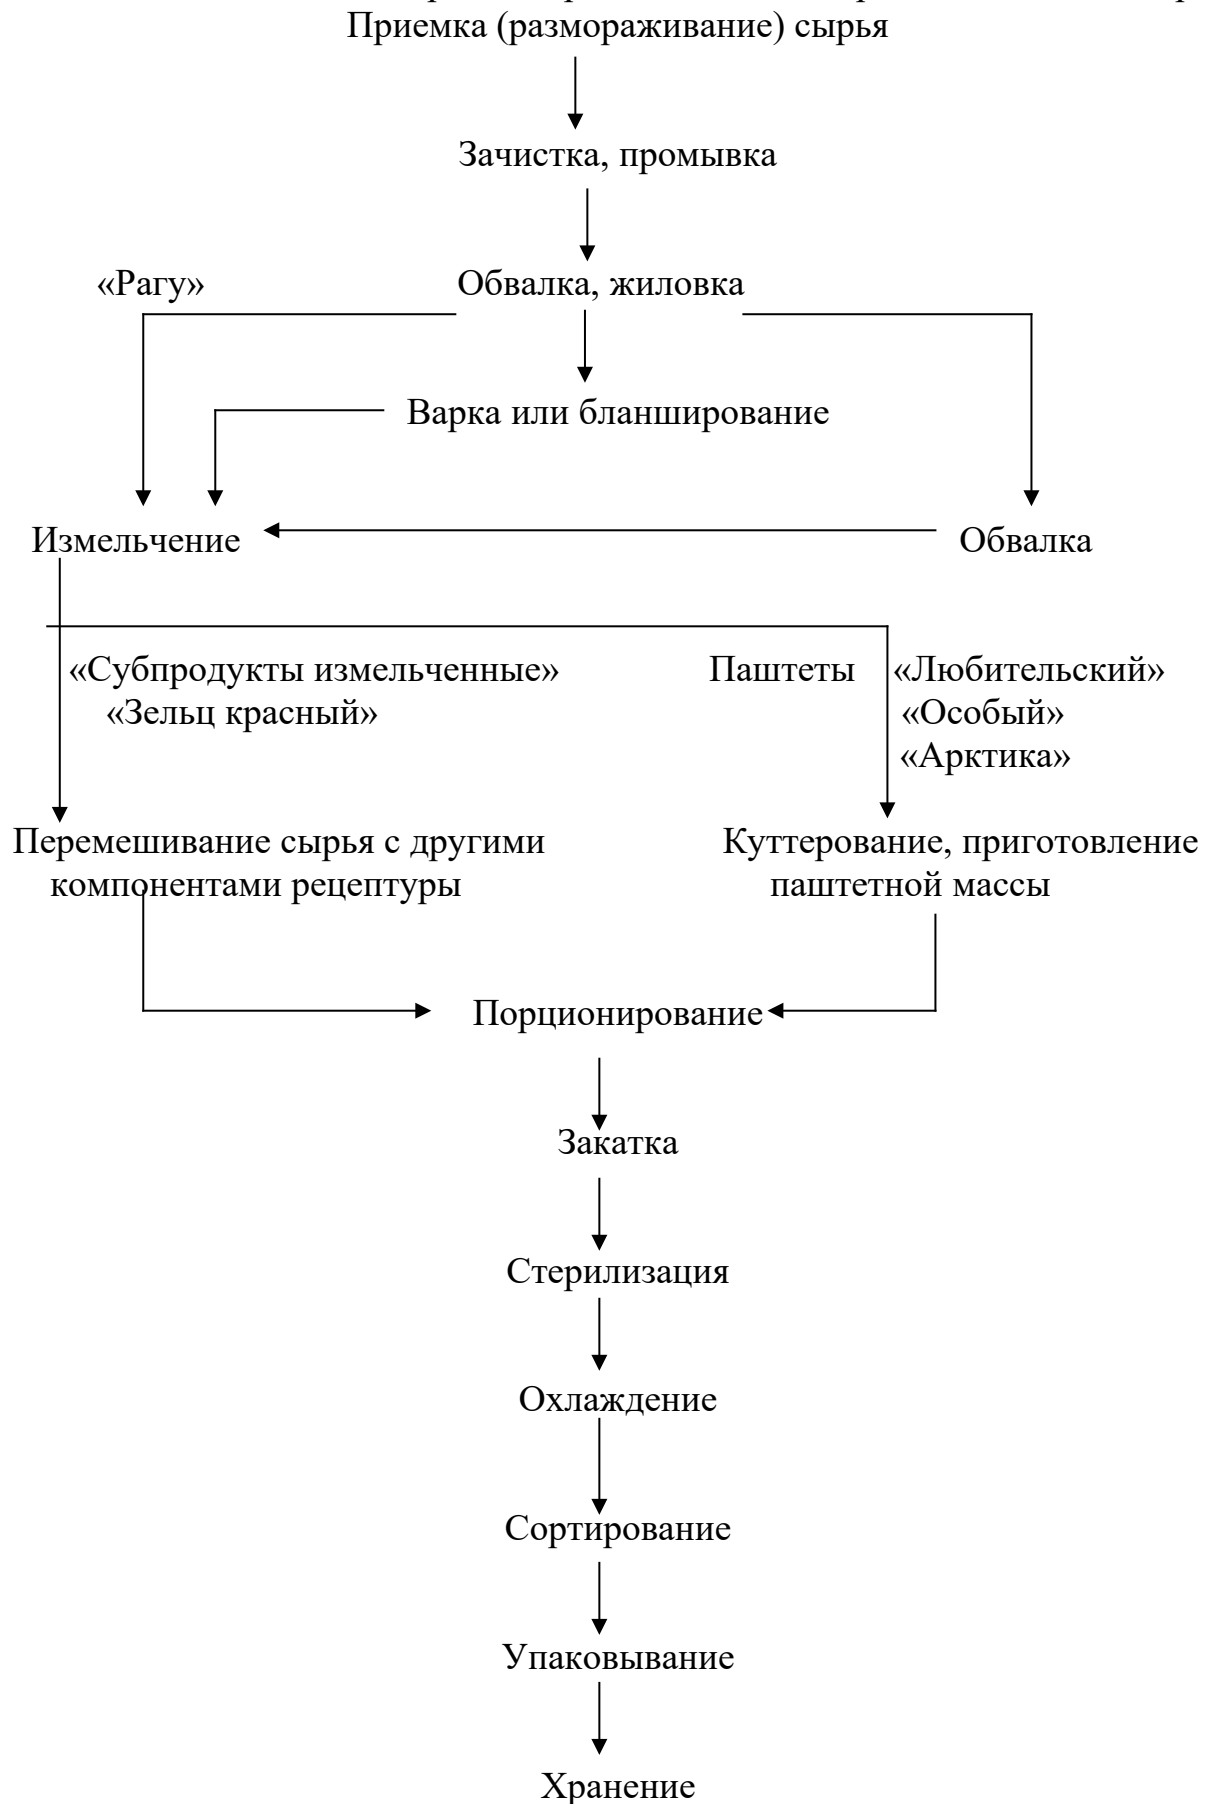 Приемка (размораживание) сырья
Зачистка, промывка
«Рагу» Обвалка, жиловка
Варка или бланширование
Измельчение Обвалка
«Субпродукты измельченные» Паштеты «Любительский»
«Зельц красный» «Особый»
«Арктика»
Перемешивание сырья с другими Куттерование, приготовление
компонентами рецептуры паштетной массы
Порционирование
Закатка
Стерилизация
Охлаждение
Сортирование
Упаковывание
Хранение